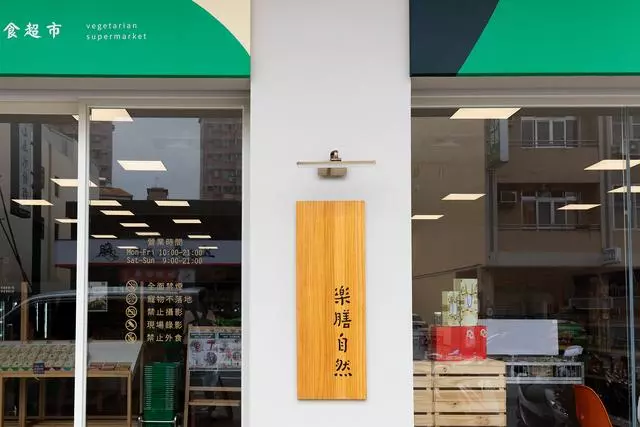 食超市
vegetarian
supermarket
營業時間
Mon-Fri 10:00-21:00
Sat-Sun 9:00-21:00
全面禁煙
寵物不落地
禁止攝影
現場錄影
禁止外食
樂膳自然